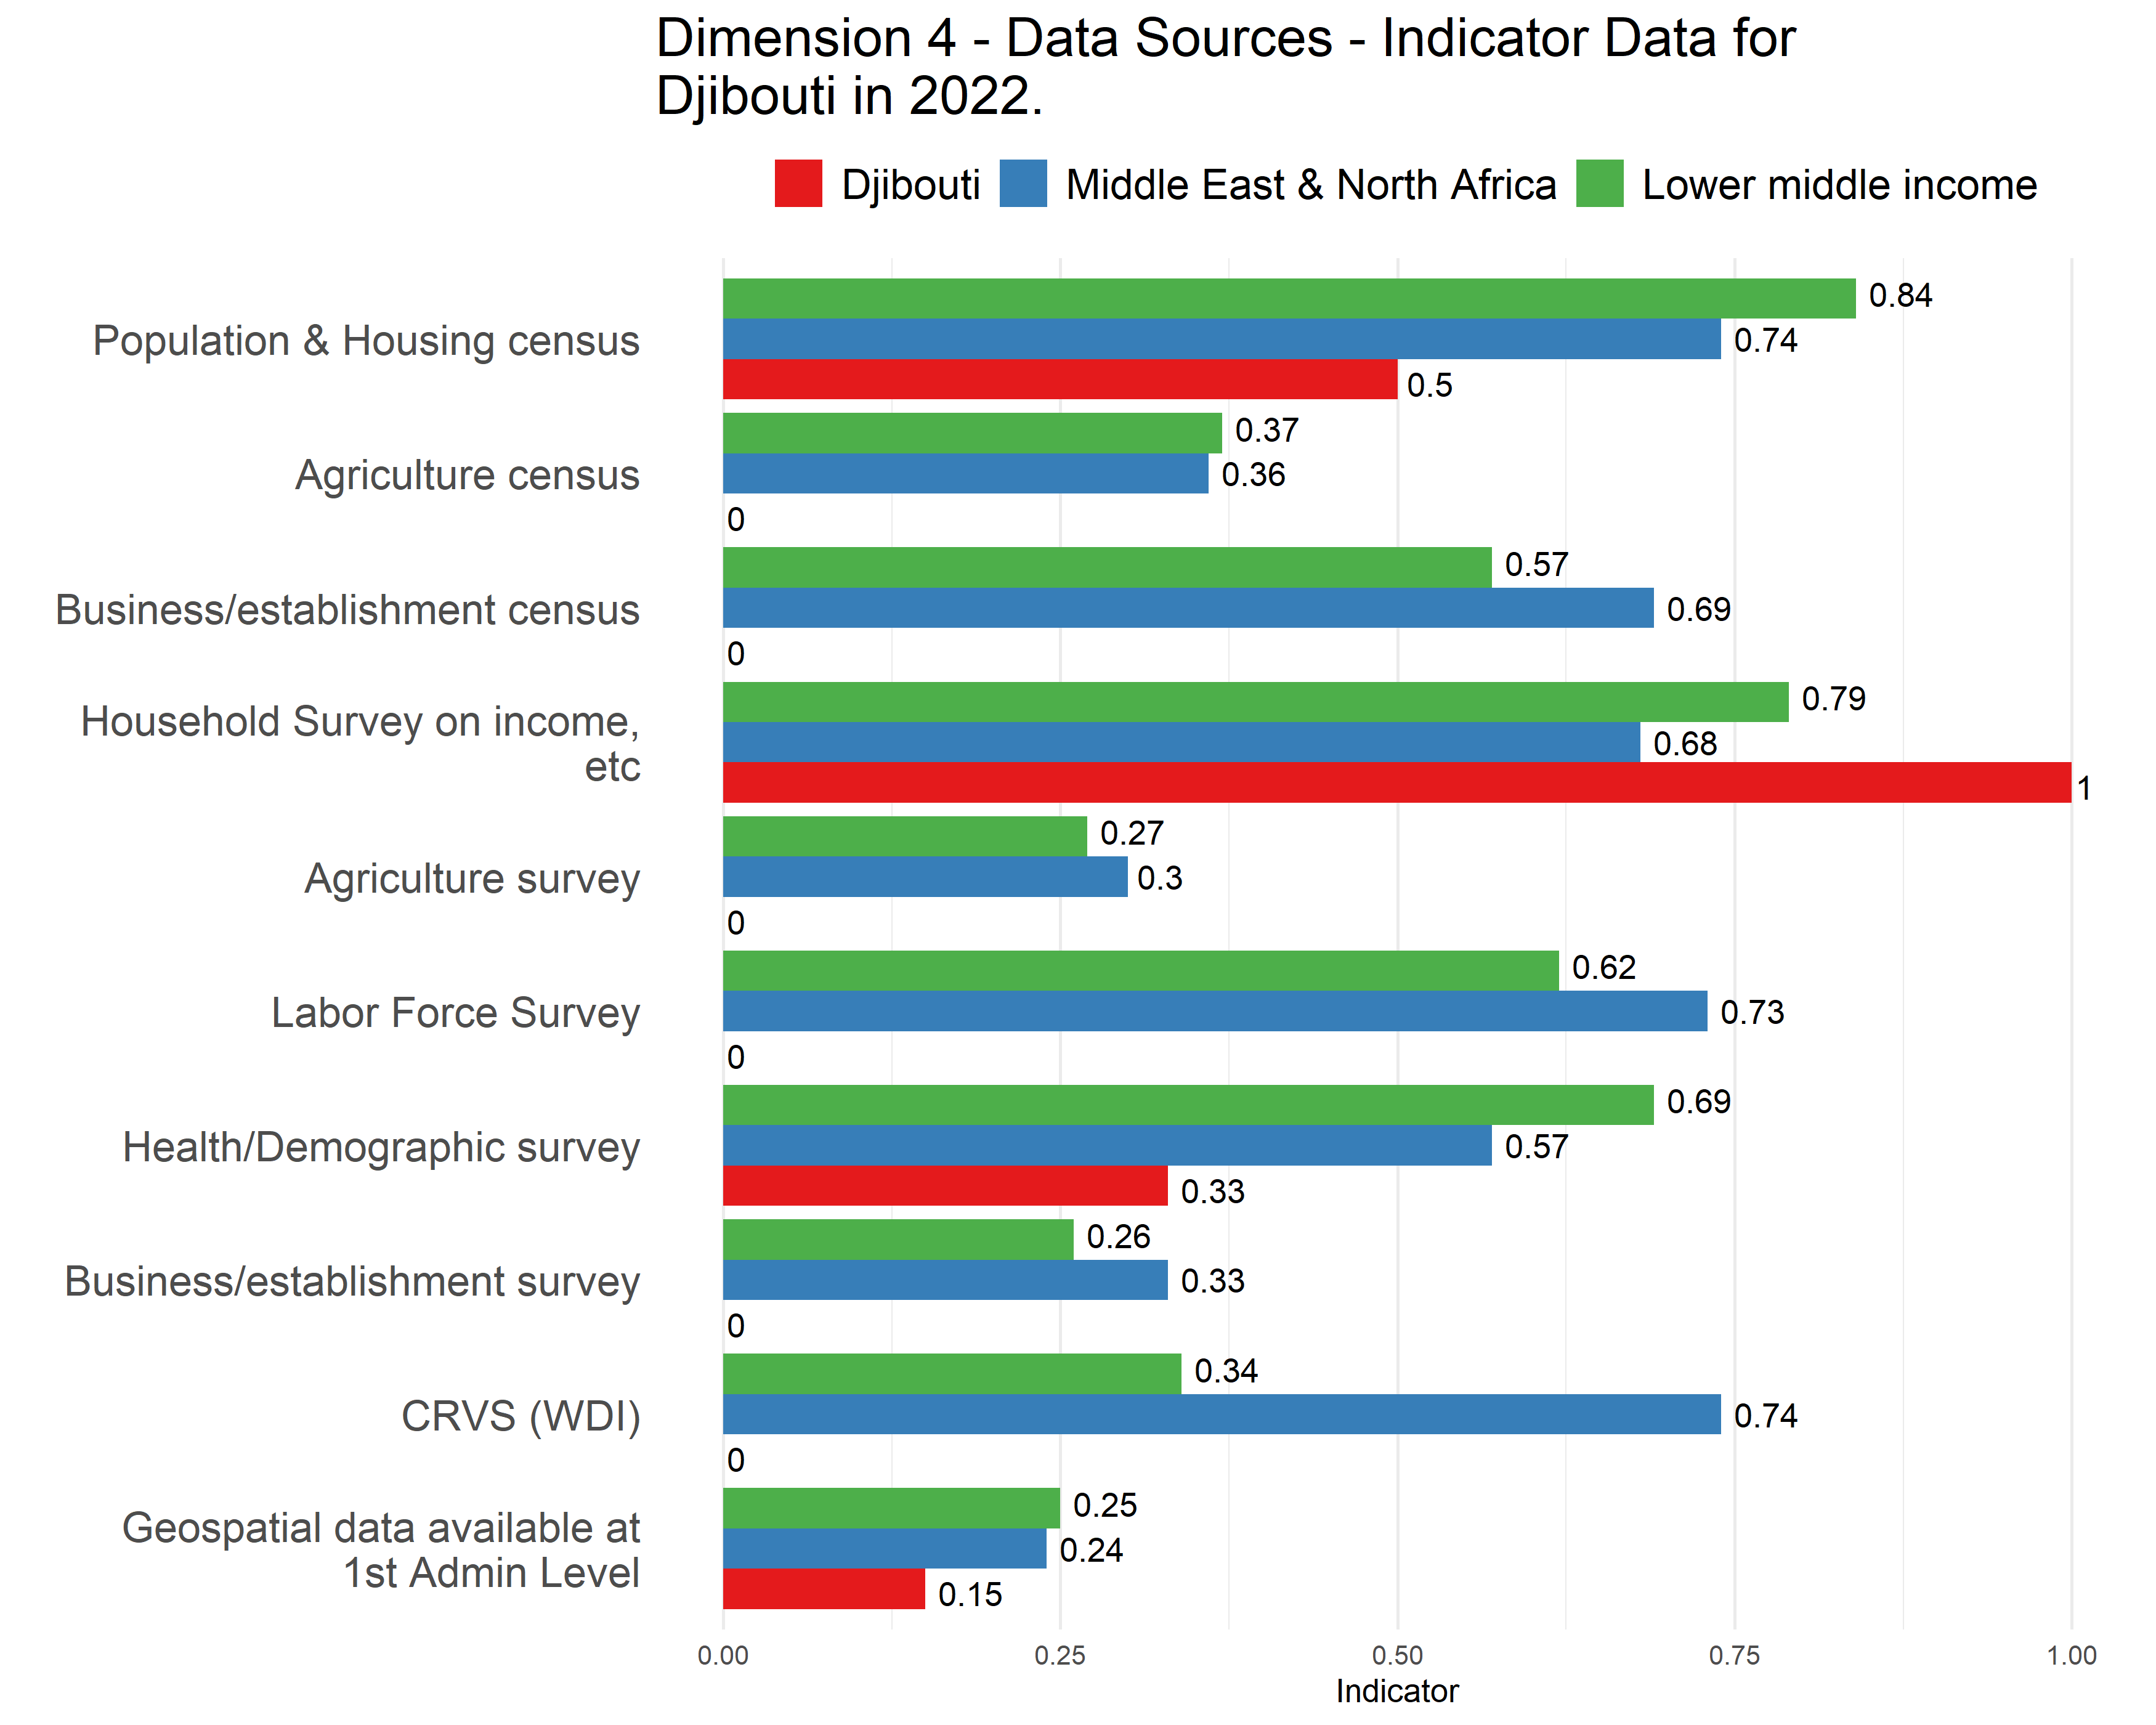 Dimension 4 - Data Sources - Indicator Data for
Djibouti in 2022.
Djibouti
Middle East & North Africa
Lower middle income
Population & Housing census
0.84
0.74
0.5
Agriculture census
0.37
0.36
0
Business/establishment census
0.57
0.69
0
Household Survey on income,
etc
0.79
0.68
1
Agriculture survey
0.27
0.3
0
Labor Force Survey
0.62
0.73
0
Health/Demographic survey
0.69
0.57
0.33
Business/establishment survey
0.26
0.33
0
CRVS (WDI)
0.34
0.74
0
Geospatial data available at
1st Admin Level
0.25
0.24
0.15
0.00
0.25
0.50
0.75
1.00
Indicator